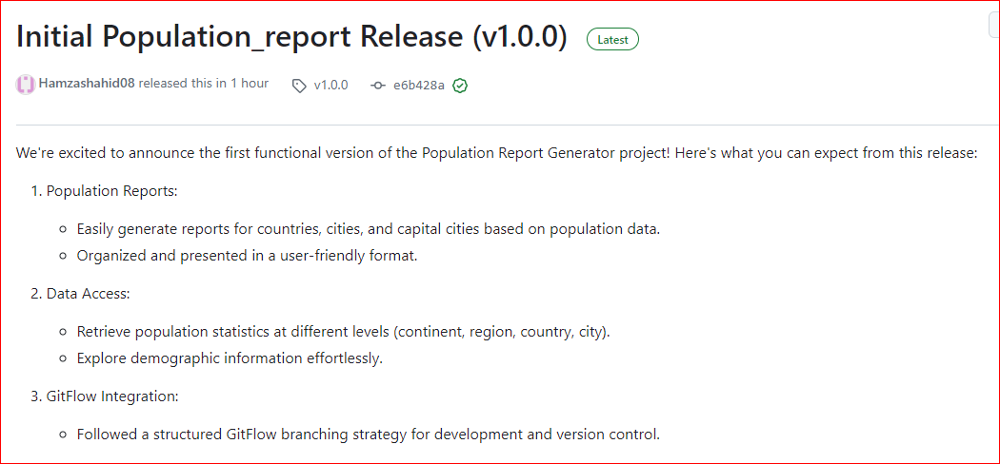 Initial Population_report Release (v1.0.0) Latest
Hamzashahid08 released this in 1 hour v1.0.0 e6b428a
We're excited to announce the first functional version of the Population Report Generator project! Here's what you can expect from this release:
1. Population Reports:
Easily generate reports for countries, cities, and capital cities based on population data.
Organized and presented in a user-friendly format.
2. Data Access:
Retrieve population statistics at different levels (continent, region, country, city).
Explore demographic information effortlessly.
3. GitFlow Integration:
Followed a structured GitFlow branching strategy for development and version control.